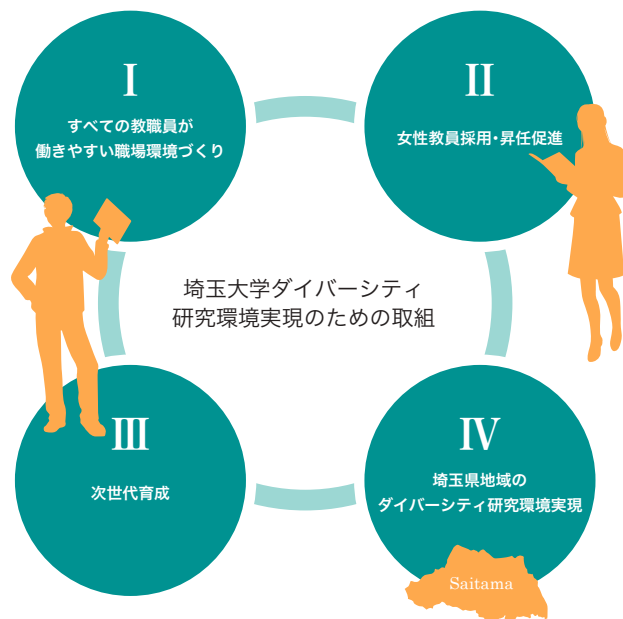 Ⅰ
すべての教職員が
働きやすい職場環境づくり
Ⅱ
女性教員採用・昇任促進
埼玉大学ダイバーシティ
研究環境実現のための取組
Ⅲ
次世代育成
Ⅳ
埼玉県地域の
ダイバーシティ研究環境実現
Saitama